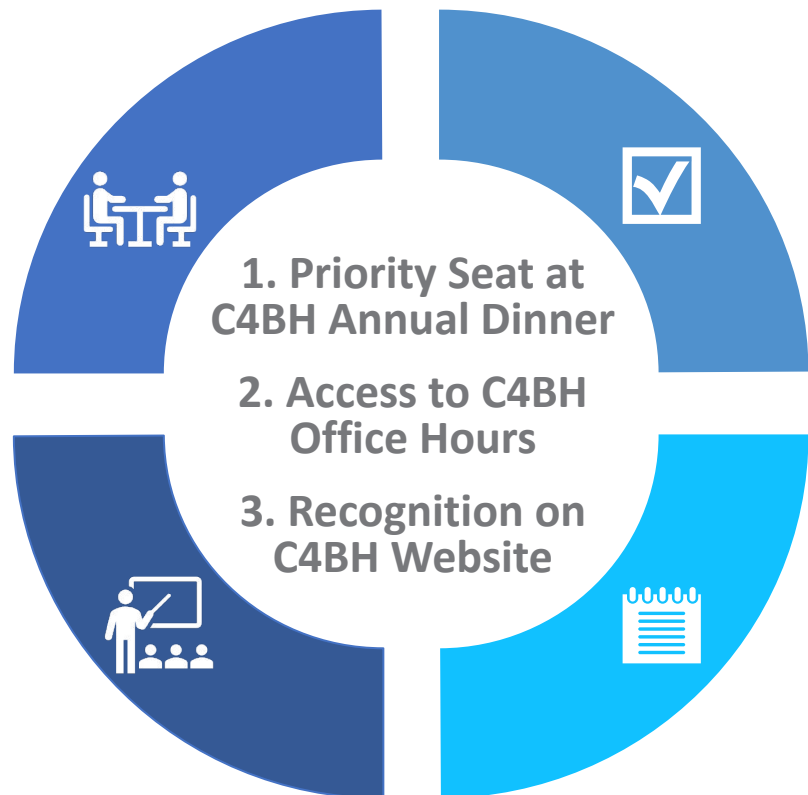 1. Priority Seat at
C4BH Annual Dinner
2. Access to C4BH
Office Hours
3. Recognition on
C4BH Website